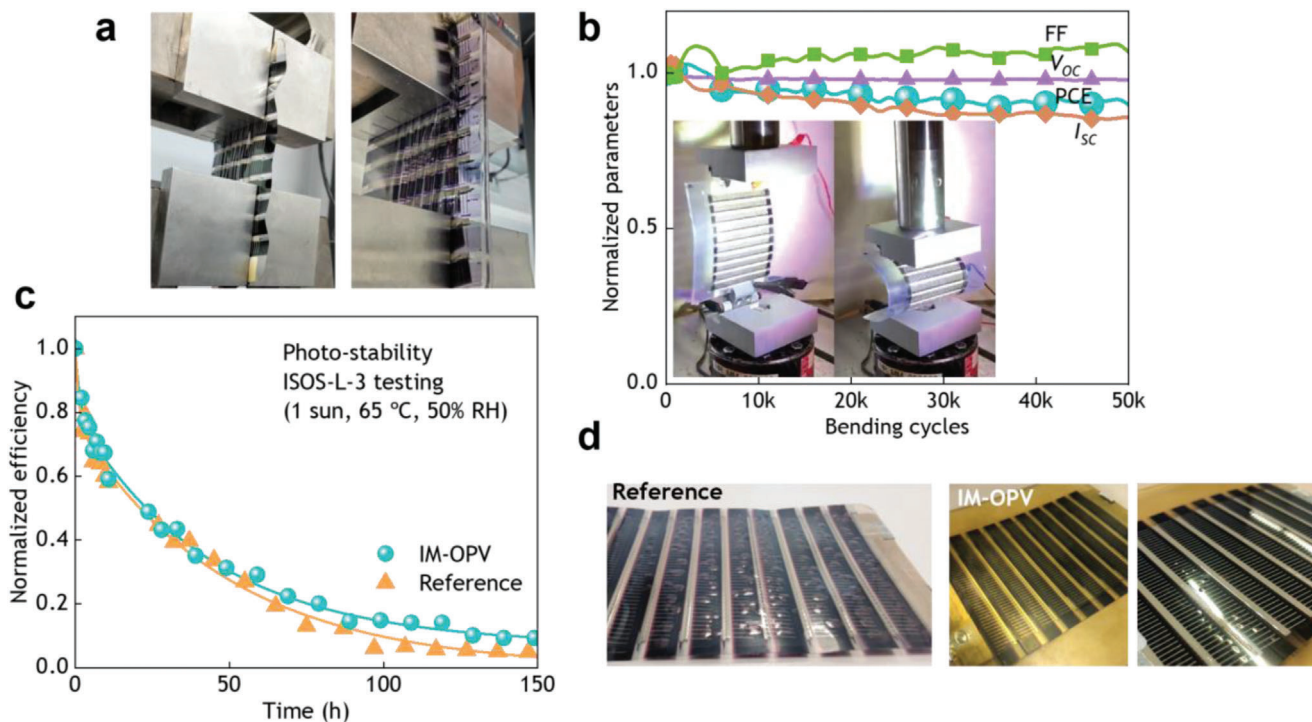 a
b
Normalized parameters
1.0
0.5
0.0
FF
V_OC
PCE
I_SC
0
10k
20k
30k
40k
50k
Bending cycles
c
Normalized efficiency
1.0
0.8
0.6
0.4
0.2
0.0
Photo-stability
ISOS-L-3 testing
(1 sun, 65 °C, 50% RH)
IM-OPV
Reference
0
50
100
150
Time (h)
d
Reference
IM-OPV